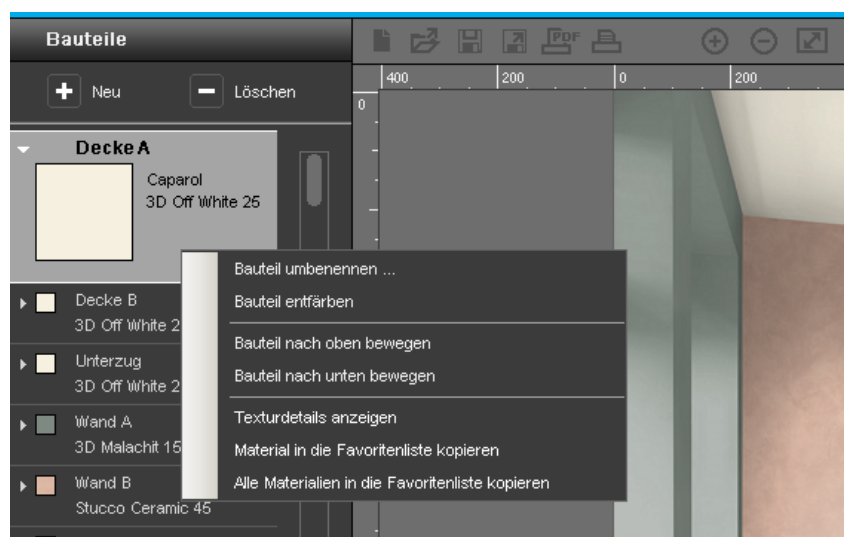 Bauteile
PDF
Neu
Löschen
400 200 0 200
0
Decke A
Caparol
3D Off White 25
Decke B
3D Off White 2
Unterzug
3D Off White 2
Wand A
3D Malachit 15
Wand B
Stucco Ceramic 45
Bauteil umbenennen ...
Bauteil entfärben
Bauteil nach oben bewegen
Bauteil nach unten bewegen
Texturdetails anzeigen
Material in die Favoritenliste kopieren
Alle Materialien in die Favoritenliste kopieren